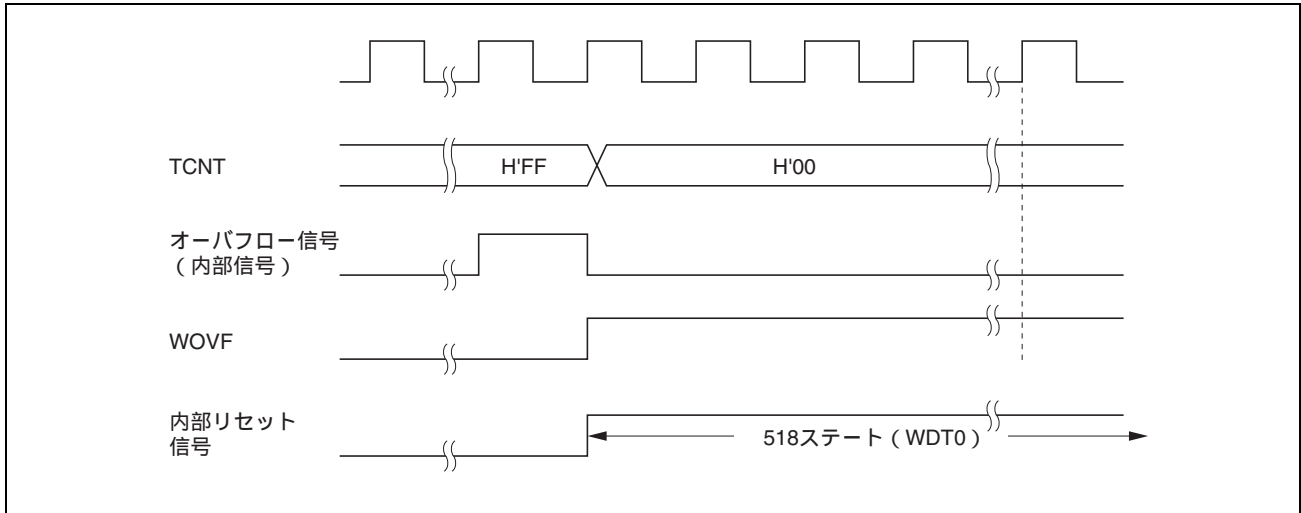 TCNT
H'FF
H'00
オーバフロー信号
（内部信号）
WOVF
内部リセット
信号
518ステート（WDT0）